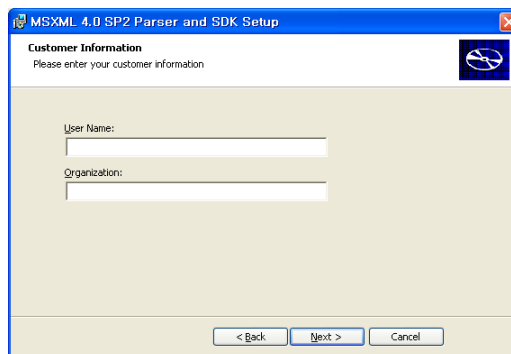 MSXML 4.0 SP2 Parser and SDK Setup
Customer Information
Please enter your customer information
User Name:
Organization:
< Back Next > Cancel